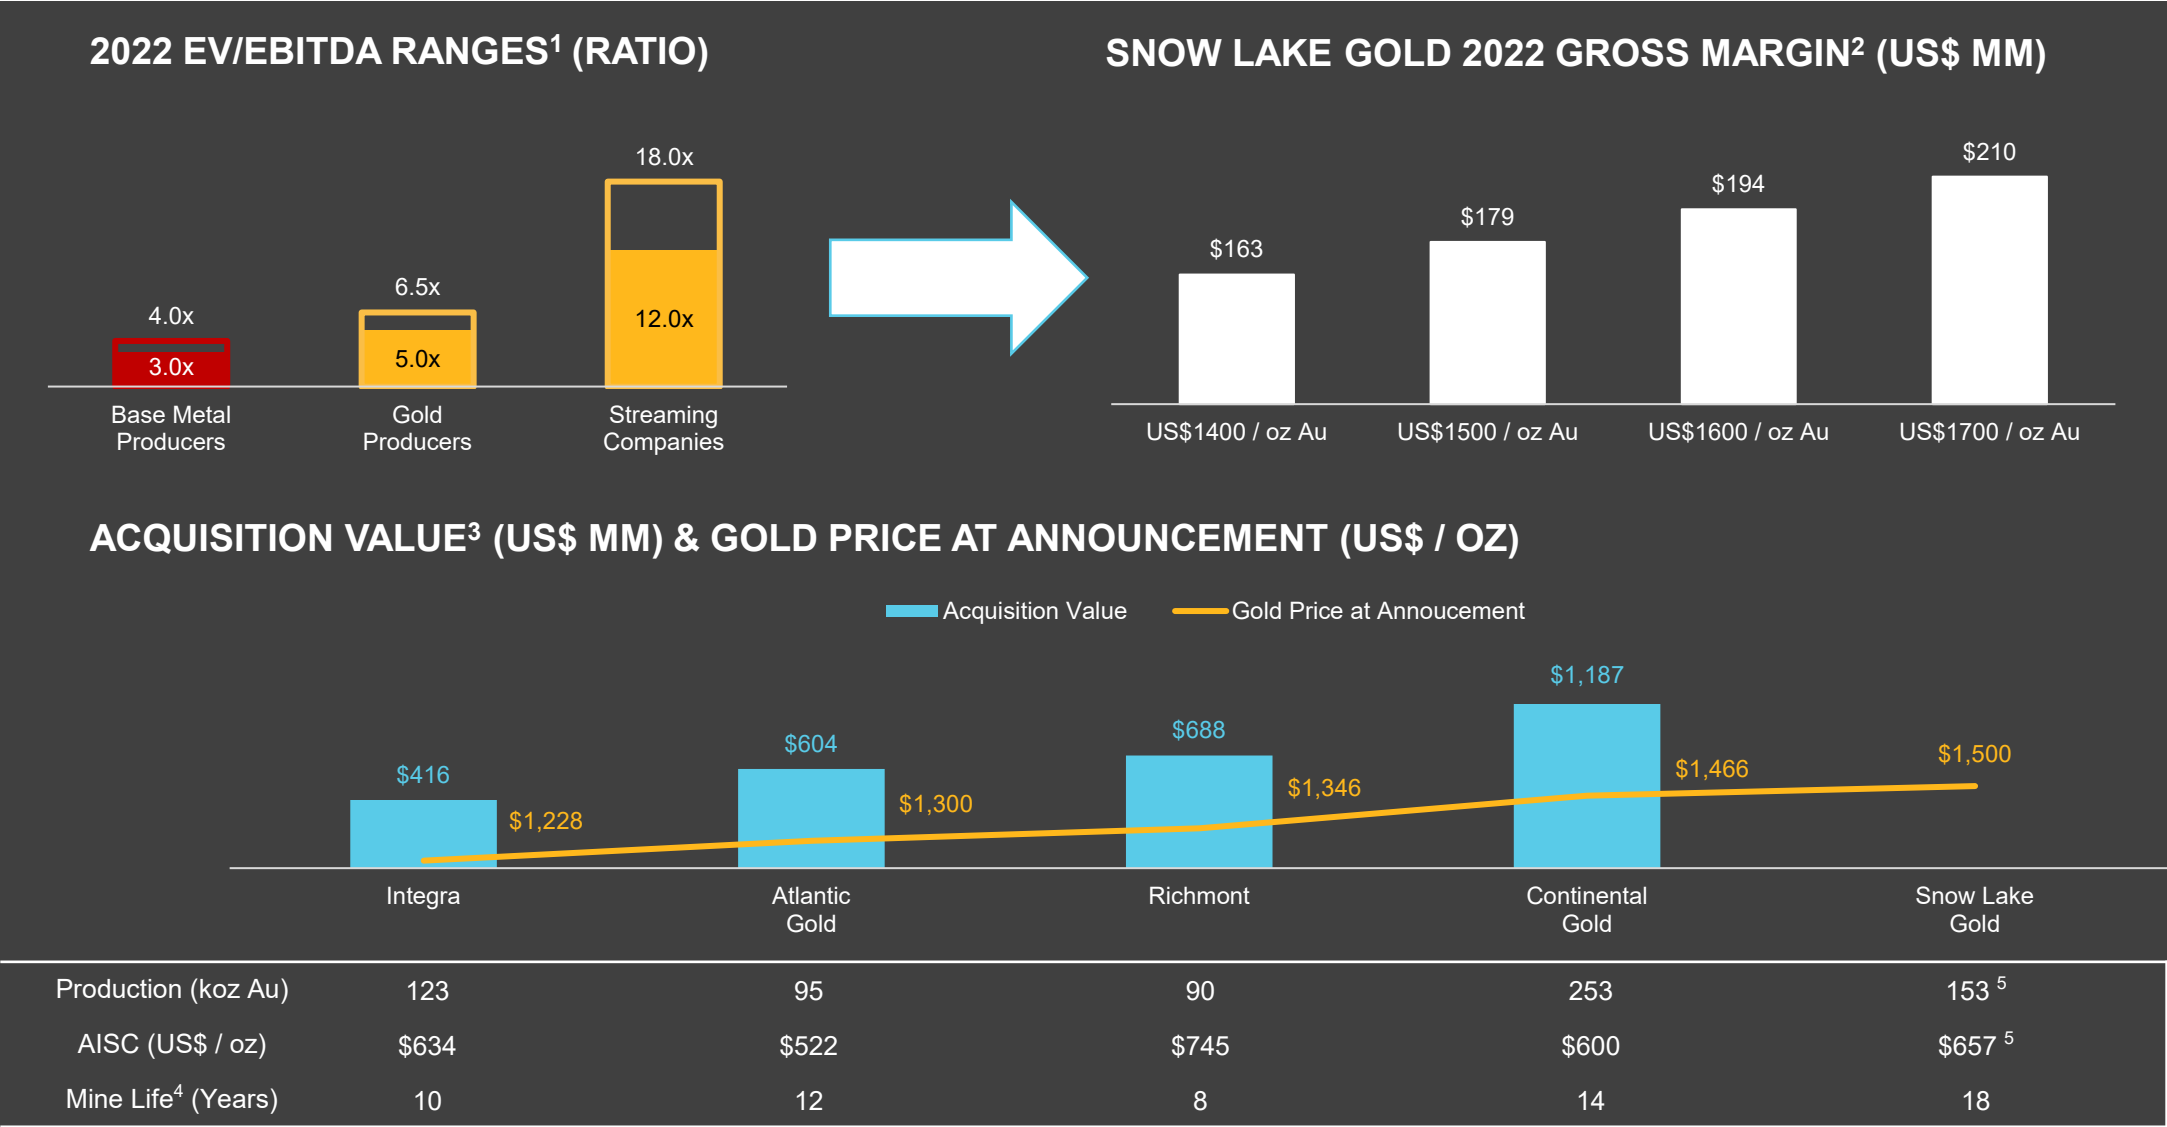 2022 EV/EBITDA RANGES¹ (RATIO)
18.0x
12.0x
6.5x
5.0x
4.0x
3.0x
Base Metal
Producers
Gold
Producers
Streaming
Companies
SNOW LAKE GOLD 2022 GROSS MARGIN² (US$ MM)
$163
$179
$194
$210
US$1400 / oz Au
US$1500 / oz Au
US$1600 / oz Au
US$1700 / oz Au
ACQUISITION VALUE³ (US$ MM) & GOLD PRICE AT ANNOUNCEMENT (US$ / OZ)
Acquisition Value
Gold Price at Annoucement
$416
$604
$688
$1,187
$1,228
$1,300
$1,346
$1,466
$1,500
Integra
Atlantic
Gold
Richmont
Continental
Gold
Snow Lake
Gold
Production (koz Au) 123 95 90 253 153 ⁵
AISC (US$ / oz) $634 $522 $745 $600 $657 ⁵
Mine Life⁴ (Years) 10 12 8 14 18